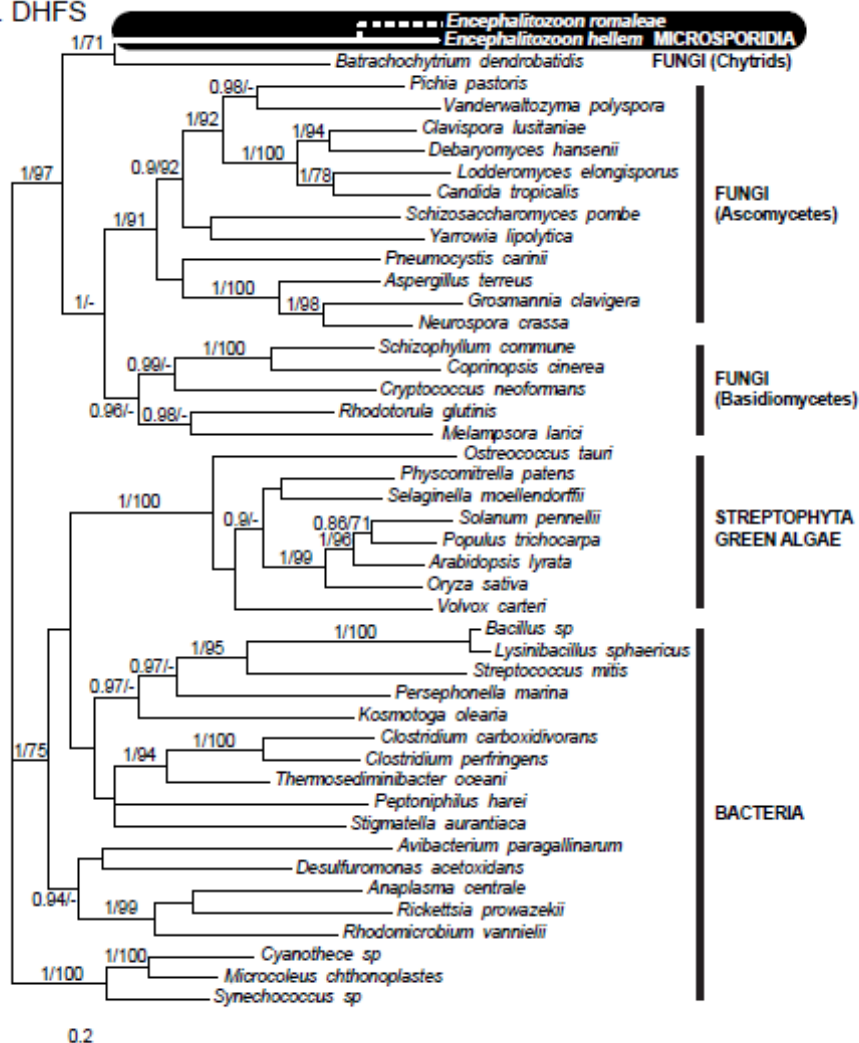 . DHFS
Encephalitozoon romaleae
Encephalitozoon hellem MICROSPORIDIA
1/71
Batrachochytrium dendrobatidis FUNGI (Chytrids)
Pichia pastoris
0.98/-
Vanderwaltozyma polyspora
1/92
Clavispora lusitaniae
1/94
Debaryomyces hansenii
1/100
0.9/92
Lodderomyces elongisporus
1/97
1/78
Candida tropicalis
FUNGI
(Ascomycetes)
Schizosaccharomyces pombe
1/91
Yarrowia lipolytica
Pneumocystis carinii
Aspergillus terreus
1/100
Grosmannia clavigera
1/-
1/98
Neurospora crassa
1/100
Schizophyllum commune
0.99/-
Coprinopsis cinerea
FUNGI
(Basidiomycetes)
Cryptococcus neoformans
0.96/-
0.98/-
Rhodotorula glutinis
Melampsora larici
Ostreococcus tauri
Physcomitrella patens
1/100
Selaginella moellendorffii
0.9/-
0.86/71
Solanum pennellii
STREPTOPHYTA
GREEN ALGAE
1/96
Populus trichocarpa
1/99
Arabidopsis lyrata
Oryza sativa
Volvox carteri
1/100
Bacillus sp
1/95
Lysinibacillus sphaericus
0.97/-
Streptococcus mitis
0.97/-
Persephonella marina
Kosmotoga olearia
1/100
Clostridium carboxidivorans
1/75
1/94
Clostridium perfringens
Thermosediminibacter oceani
Peptoniphilus harei
BACTERIA
Stigmatella aurantiaca
Avibacterium paragallinarum
Desulfuromonas acetoxidans
0.94/-
Anaplasma centrale
1/99
Rickettsia prowazekii
Rhodomicrobium vannielii
1/100
Cyanothece sp
1/100
Microcoleus chthonoplastes
Synechococcus sp
0.2